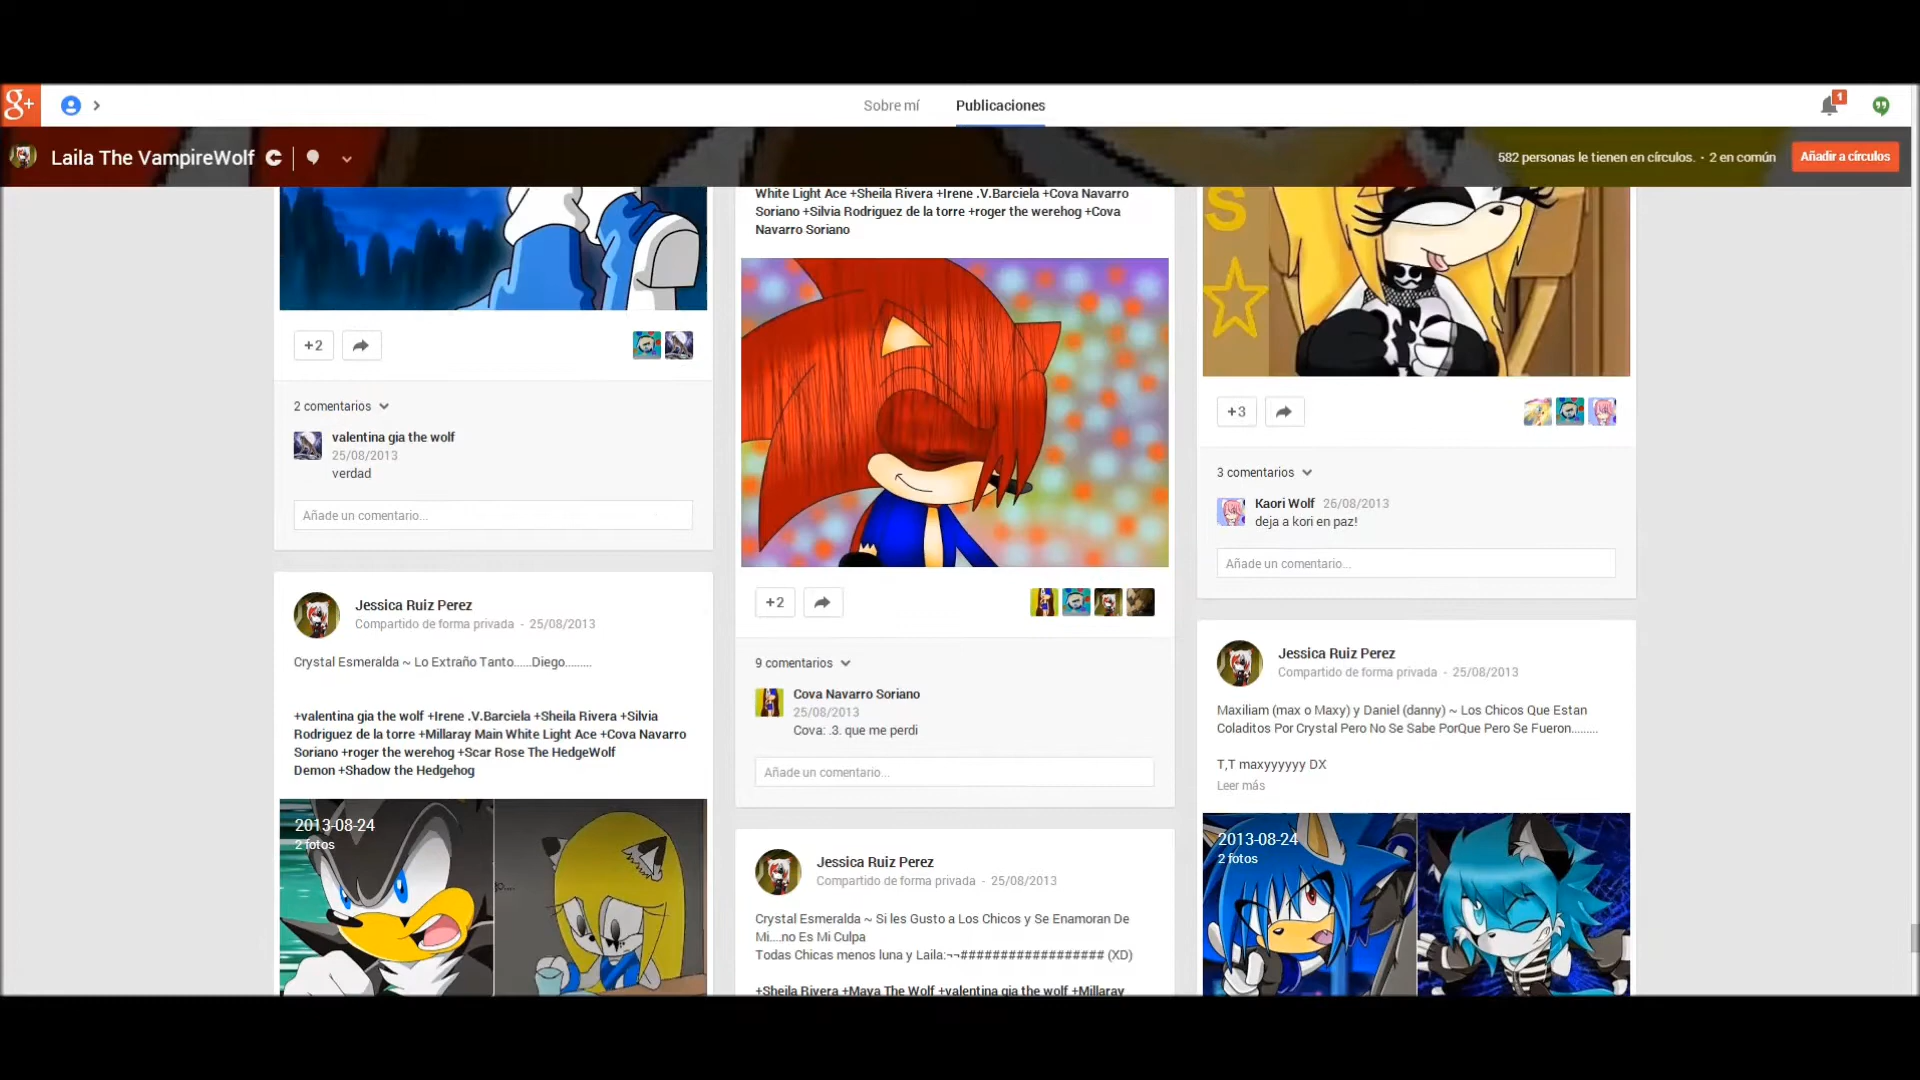 g+
Sobre mí
Publicaciones
1
Laila The VampireWolf
582 personas le tienen en círculos. • 2 en común
Añadir a círculos
+2
2 comentarios
valentina gia the wolf
25/08/2013
verdad
Añade un comentario...
Jessica Ruiz Perez
Compartido de forma privada - 25/08/2013
Crystal Esmeralda ~ Lo Extraño Tanto......Diego.........
+valentina gia the wolf +Irene .V.Barciela +Sheila Rivera +Silvia
Rodriguez de la torre +Millaray Main White Light Ace +Cova Navarro
Soriano +roger the werehog +Scar Rose The HedgeWolf
Demon +Shadow the Hedgehog
2013-08-24
2 fotos
White Light Ace +Sheila Rivera +Irene .V.Barciela +Cova Navarro
Soriano +Silvia Rodriguez de la torre +roger the werehog +Cova
Navarro Soriano
+2
9 comentarios
Cova Navarro Soriano
25/08/2013
Cova: .3. que me perdi
Añade un comentario...
Jessica Ruiz Perez
Compartido de forma privada - 25/08/2013
Crystal Esmeralda ~ Si les Gusto a Los Chicos y Se Enamoran De
Mi....no Es Mi Culpa
Todas Chicas menos luna y Laila:¬¬################## (XD)
+Sheila Rivera +Maya The Wolf +valentina gia the wolf +Millaray
S
+3
3 comentarios
Kaori Wolf 26/08/2013
deja a kori en paz!
Añade un comentario...
Jessica Ruiz Perez
Compartido de forma privada - 25/08/2013
Maxiliam (max o Maxy) y Daniel (danny) ~ Los Chicos Que Estan
Coladitos Por Crystal Pero No Se Sabe PorQue Pero Se Fueron.........
T,T maxyyyyyy DX
Leer más
2013-08-24
2 fotos